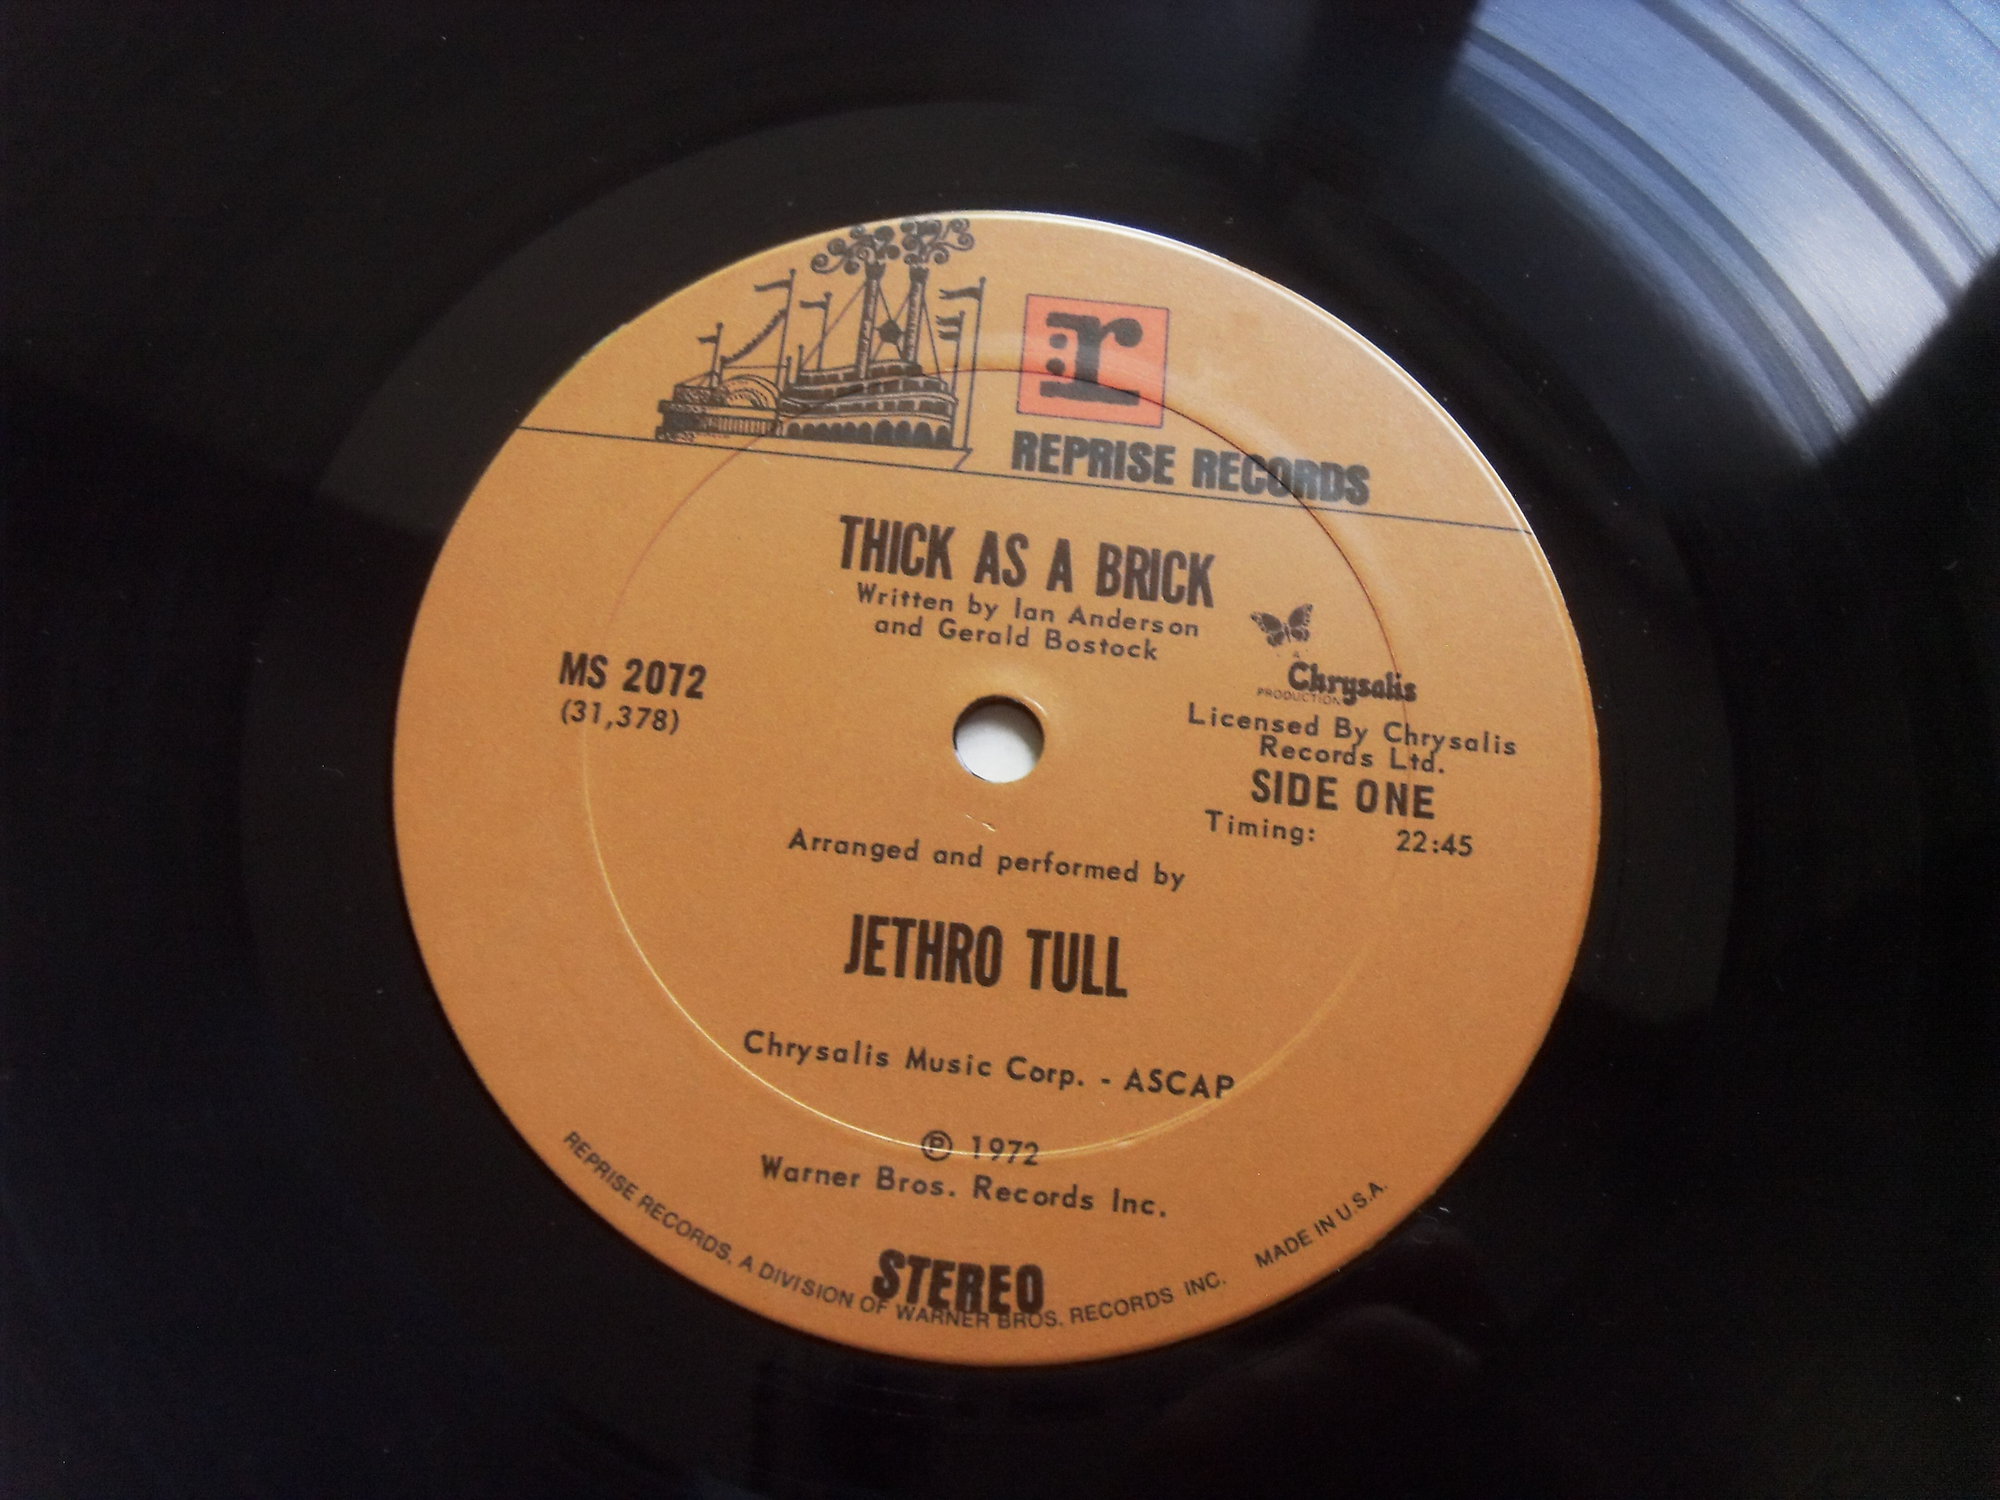 r
REPRISE RECORDS
THICK AS A BRICK
Written by Ian Anderson
and Gerald Bostock
MS 2072
(31,378)
A
Chrysalis
PRODUCTION
Licensed By Chrysalis
Records Ltd.
SIDE ONE
Timing: 22:45
Arranged and performed by
JETHRO TULL
Chrysalis Music Corp. - ASCAP
℗ 1972
Warner Bros. Records Inc.
STEREO
REPRISE RECORDS, A DIVISION OF WARNER BROS. RECORDS INC. MADE IN U.S.A.